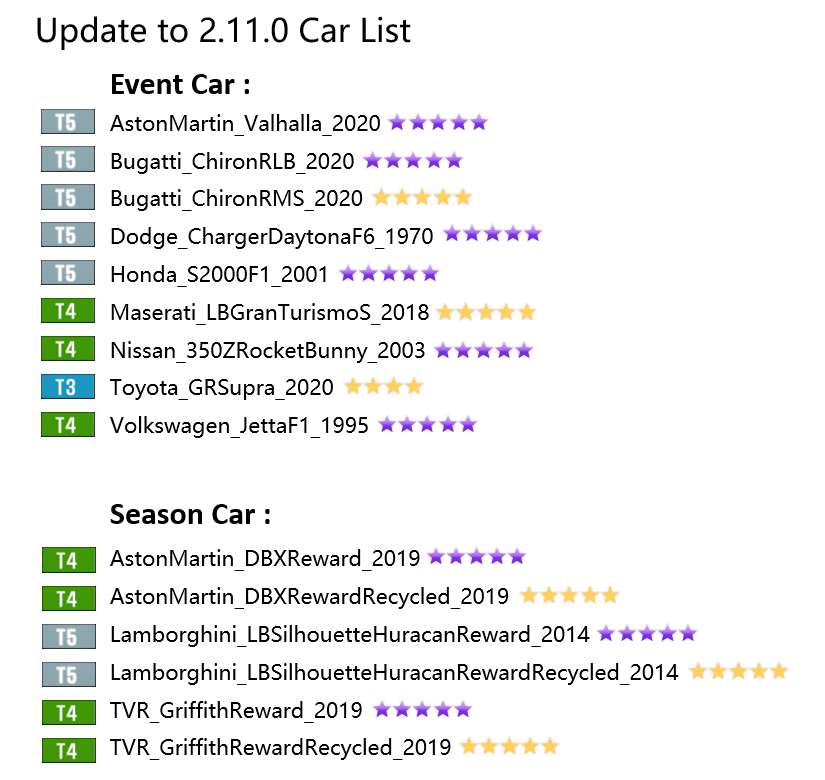 Update to 2.11.0 Car List
Event Car :
T5 AstonMartin_Valhalla_2020
T5 Bugatti_ChironRLB_2020
T5 Bugatti_ChironRMS_2020
T5 Dodge_ChargerDaytonaF6_1970
T5 Honda_S2000F1_2001
T4 Maserati_LBGranTurismoS_2018
T4 Nissan_350ZRocketBunny_2003
T3 Toyota_GRSupra_2020
T4 Volkswagen_JettaF1_1995
Season Car :
T4 AstonMartin_DBXReward_2019
T4 AstonMartin_DBXRewardRecycled_2019
T5 Lamborghini_LBSilhouetteHuracanReward_2014
T5 Lamborghini_LBSilhouetteHuracanRewardRecycled_2014
T4 TVR_GriffithReward_2019
T4 TVR_GriffithRewardRecycled_2019